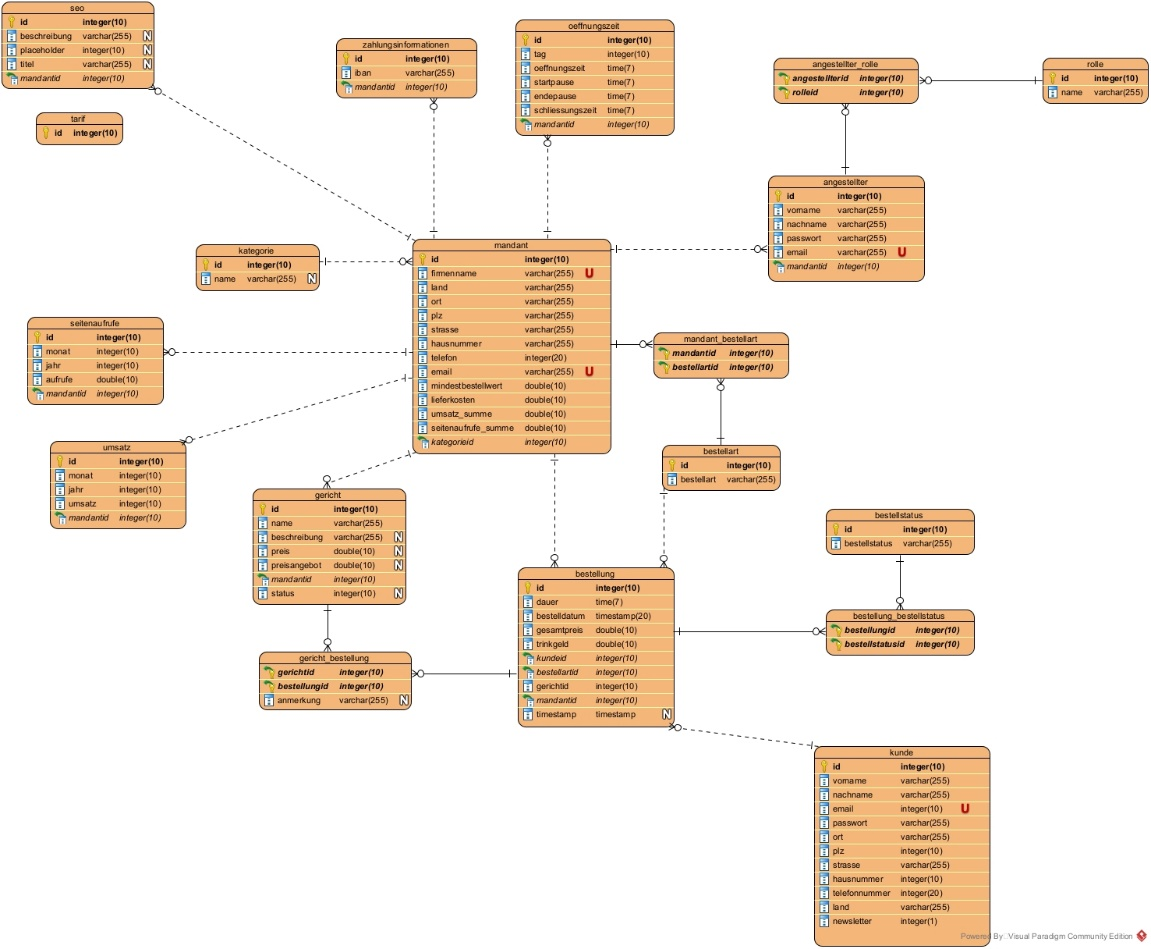 seo
id integer(10)
beschreibung varchar(255) N
placeholder integer(10) N
titel varchar(255) N
mandantid integer(10)
tarif
id integer(10)
zahlungsinformationen
id integer(10)
iban varchar(255)
mandantid integer(10)
oeffnungszeit
id integer(10)
tag integer(10)
oeffnungszeit time(7)
startpause time(7)
endepause time(7)
schliessungszeit time(7)
mandantid integer(10)
angestellter_rolle
angestellterid integer(10)
rolleid integer(10)
rolle
id integer(10)
name varchar(255)
angestellter
id integer(10)
vorname varchar(255)
nachname varchar(255)
passwort varchar(255)
email varchar(255) U
mandantid integer(10)
kategorie
id integer(10)
name varchar(255) N
mandant
id integer(10)
firmenname varchar(255) U
land varchar(255)
ort varchar(255)
plz varchar(255)
strasse varchar(255)
hausnummer varchar(255)
telefon integer(20)
email varchar(255) U
mindestbestellwert double(10)
lieferkosten double(10)
umsatz_summe double(10)
seitenaufrufe_summe double(10)
kategorieid integer(10)
seitenaufrufe
id integer(10)
monat integer(10)
jahr integer(10)
aufrufe double(10)
mandantid integer(10)
mandant_bestellart
mandantid integer(10)
bestellartid integer(10)
umsatz
id integer(10)
monat integer(10)
jahr integer(10)
umsatz integer(10)
mandantid integer(10)
bestellart
id integer(10)
bestellart varchar(255)
gericht
id integer(10)
name varchar(255)
beschreibung varchar(255) N
preis double(10) N
preisangebot double(10) N
mandantid integer(10)
status integer(10) N
bestellstatus
id integer(10)
bestellstatus varchar(255)
bestellung
id integer(10)
dauer time(7)
bestelldatum timestamp(20)
gesamtpreis double(10)
trinkgeld double(10)
kundeid integer(10)
bestellartid integer(10)
gerichtid integer(10)
mandantid integer(10)
timestamp timestamp N
bestellung_bestellstatus
bestellungid integer(10)
bestellstatusid integer(10)
gericht_bestellung
gerichtid integer(10)
bestellungid integer(10)
anmerkung varchar(255) N
kunde
id integer(10)
vorname varchar(255)
nachname varchar(255)
email integer(10) U
passwort varchar(255)
ort varchar(255)
plz integer(10)
strasse varchar(255)
hausnummer integer(10)
telefonnummer integer(20)
land varchar(255)
newsletter integer(1)
Powered By: Visual Paradigm Community Edition